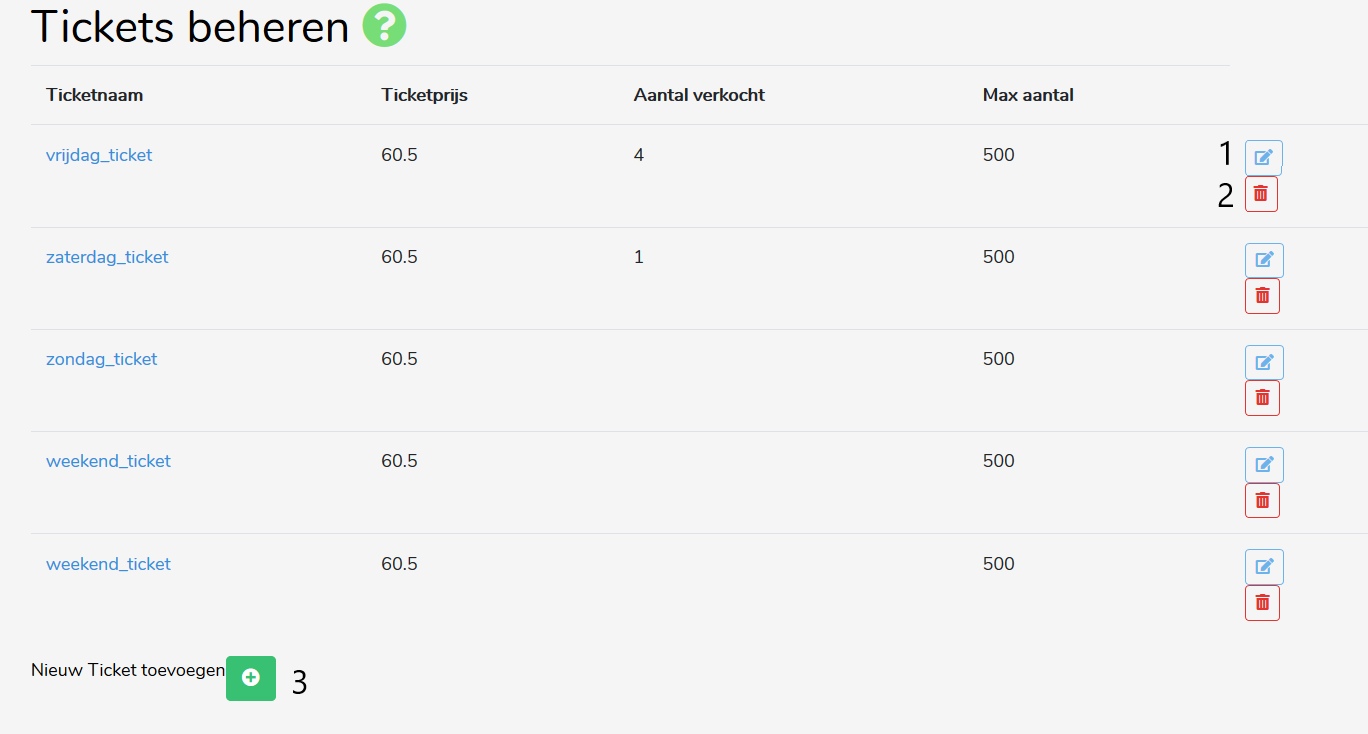 Tickets beheren ?
Ticketnaam Ticketprijs Aantal verkocht Max aantal
vrijdag_ticket 60.5 4 500 1
2
zaterdag_ticket 60.5 1 500
zondag_ticket 60.5 500
weekend_ticket 60.5 500
weekend_ticket 60.5 500
Nieuw Ticket toevoegen 3